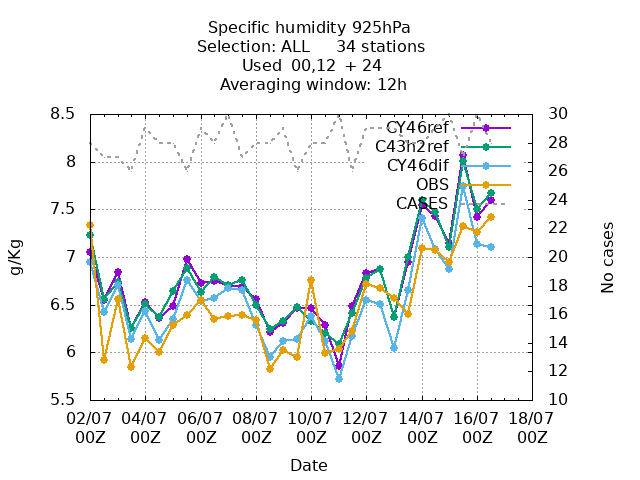 Specific humidity 925hPa
Selection: ALL 34 stations
Used 00,12 + 24
Averaging window: 12h
8.5
8
7.5
7
6.5
6
5.5
30
28
26
24
22
20
18
16
14
12
10
g/Kg
No cases
CY46ref
C43h2ref
CY46dif
OBS
CASES
02/07 04/07 06/07 08/07 10/07 12/07 14/07 16/07 18/07
00Z 00Z 00Z 00Z 00Z 00Z 00Z 00Z 00Z
Date